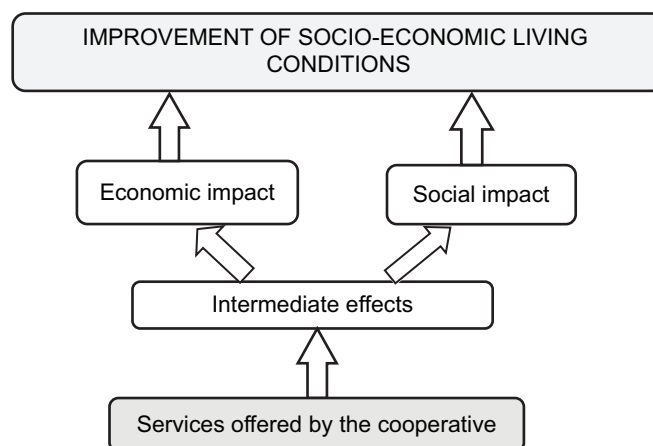 IMPROVEMENT OF SOCIO-ECONOMIC LIVING
CONDITIONS
Economic impact
Social impact
Intermediate effects
Services offered by the cooperative